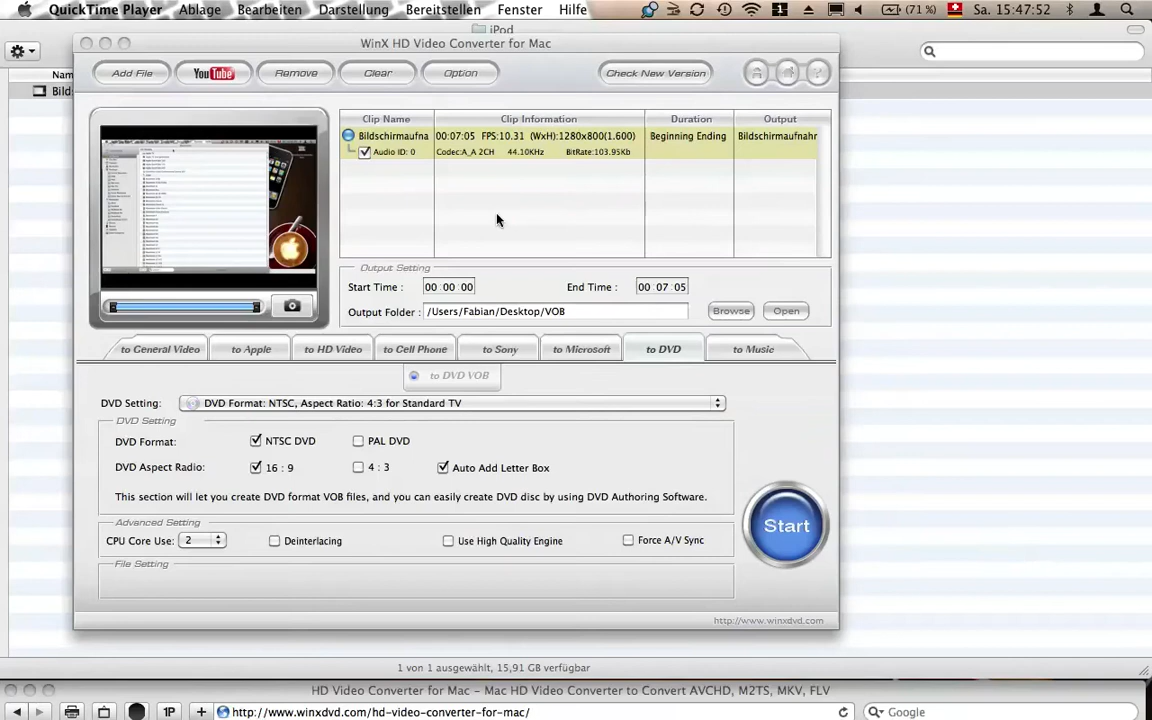 QuickTime Player Ablage Bearbeiten Darstellung Bereitstellen Fenster Hilfe (71 %) Sa. 15:47:52
iPod
WinX HD Video Converter for Mac
Nam
Bild
Add File YouTube Remove Clear Option Check New Version ?
Clip Name Clip Information Duration Output
Bildschirmaufna 00:07:05 FPS:10.31 (WxH):1280x800(1.600) Beginning Ending Bildschirmaufnahr
Audio ID: 0 Codec:A_A 2CH 44.10KHz BitRate:103.95Kb
Output Setting
Start Time : 00 :00 :00 End Time : 00 :07 :05
Output Folder : /Users/Fabian/Desktop/VOB Browse Open
to General Video to Apple to HD Video to Cell Phone to Sony to Microsoft to DVD to Music
to DVD VOB
DVD Setting: DVD Format: NTSC, Aspect Ratio: 4:3 for Standard TV
DVD Setting
DVD Format: NTSC DVD PAL DVD
DVD Aspect Radio: 16 : 9 4 : 3 Auto Add Letter Box
This section will let you create DVD format VOB files, and you can easily create DVD disc by using DVD Authoring Software.
Start
Advanced Setting
CPU Core Use: 2 Deinterlacing Use High Quality Engine Force A/V Sync
File Setting
http://www.winxdvd.com
1 von 1 ausgewählt, 15,91 GB verfügbar
HD Video Converter for Mac – Mac HD Video Converter to Convert AVCHD, M2TS, MKV, FLV
1P + http://www.winxdvd.com/hd-video-converter-for-mac/ Google